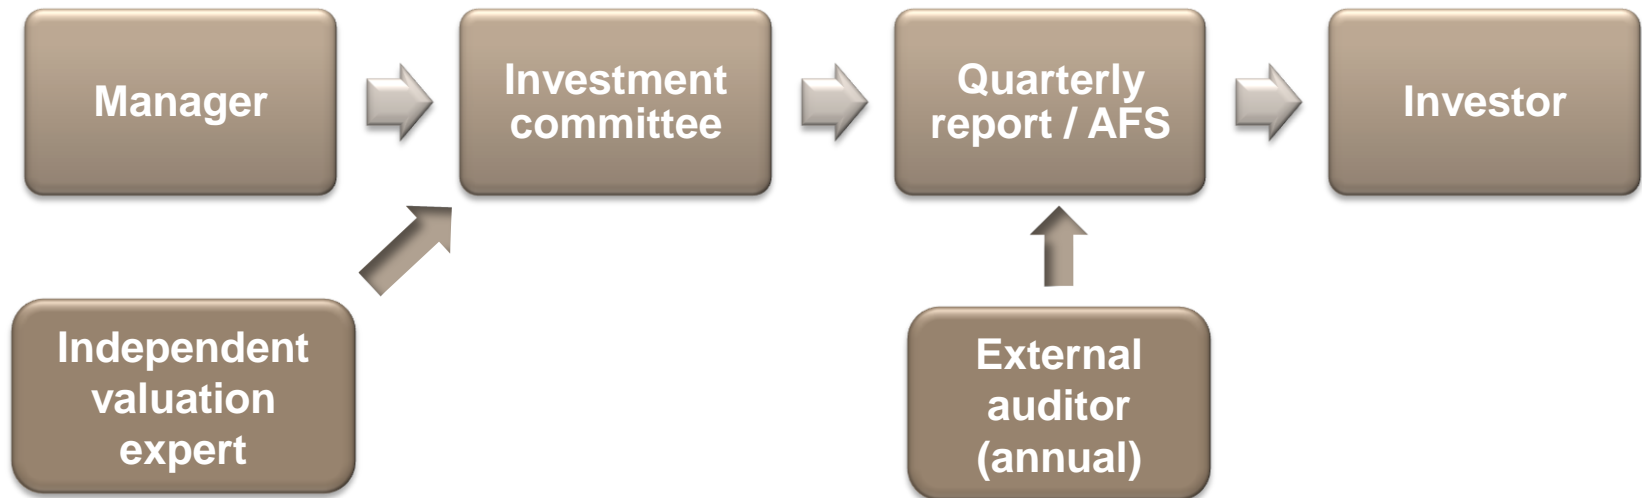 Manager
Investment
committee
Quarterly
report / AFS
Investor
Independent
valuation
expert
External
auditor
(annual)